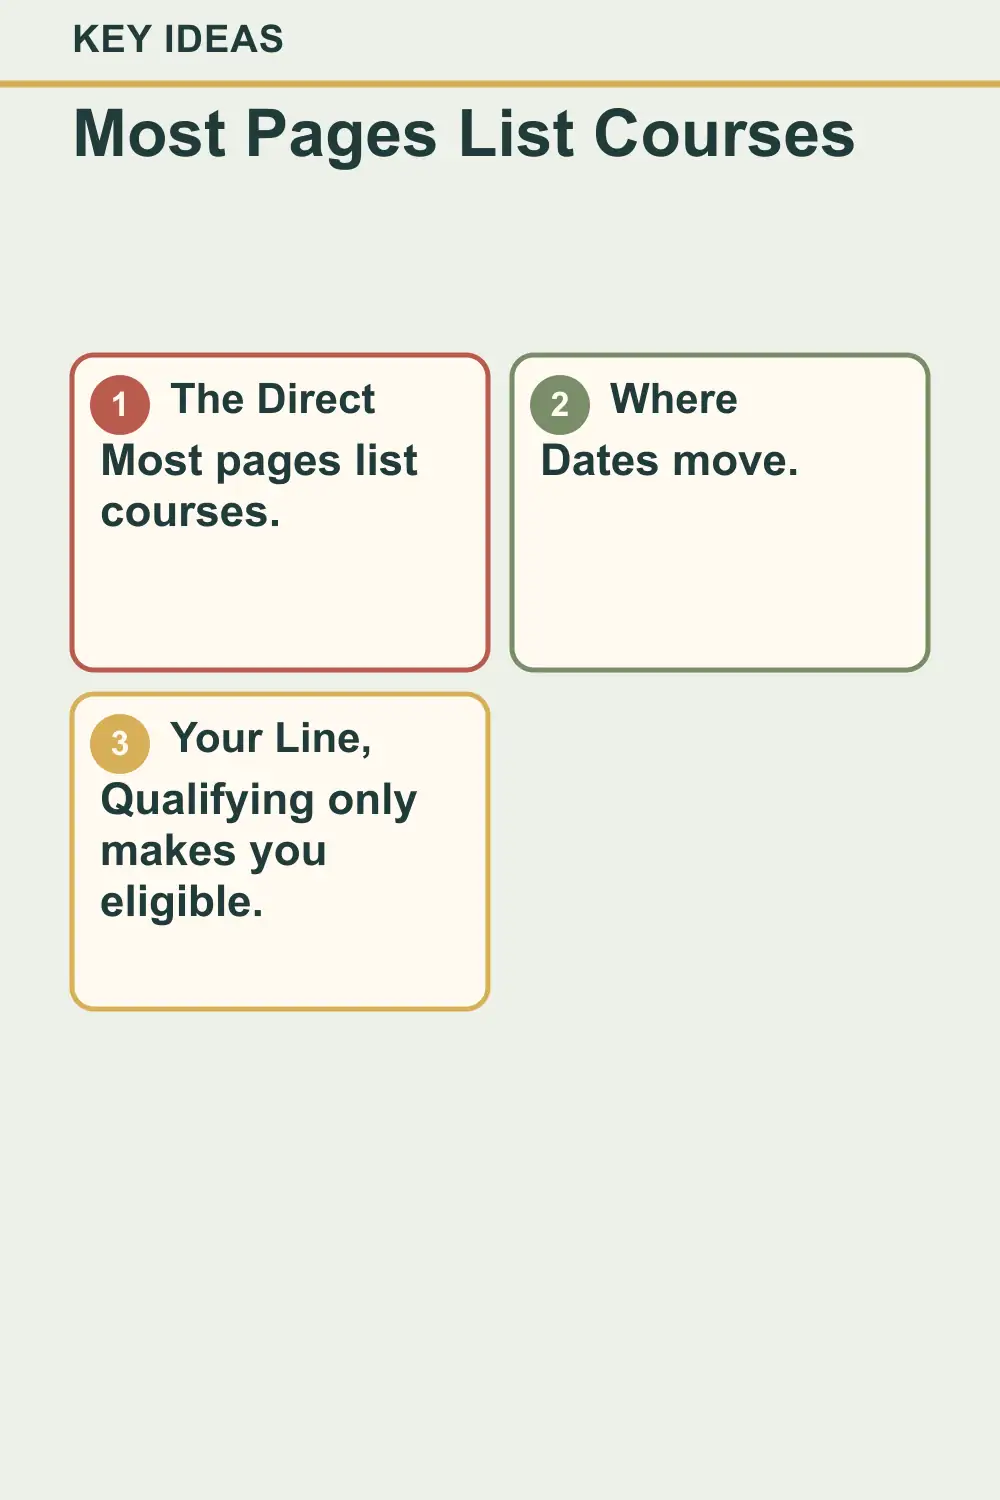 KEY IDEAS
Most Pages List Courses
1 The Direct
Most pages list
courses.
2 Where
Dates move.
3 Your Line,
Qualifying only
makes you
eligible.